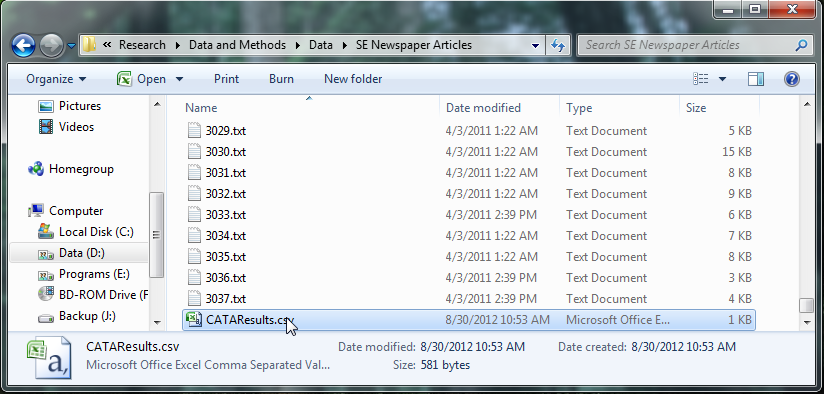 « Research ▸ Data and Methods ▸ Data ▸ SE Newspaper Articles Search SE Newspaper Articles
Organize Open Print Burn New folder
Name Date modified Type Size
Pictures
Videos
Homegroup
Computer
Local Disk (C:)
Data (D:)
Programs (E:)
BD-ROM Drive (F
Backup (J:)
3029.txt 4/3/2011 1:22 AM Text Document 5 KB
3030.txt 4/3/2011 1:22 AM Text Document 15 KB
3031.txt 4/3/2011 1:22 AM Text Document 8 KB
3032.txt 4/3/2011 1:22 AM Text Document 9 KB
3033.txt 4/3/2011 2:39 PM Text Document 6 KB
3034.txt 4/3/2011 1:22 AM Text Document 7 KB
3035.txt 4/3/2011 1:22 AM Text Document 8 KB
3036.txt 4/3/2011 2:39 PM Text Document 3 KB
3037.txt 4/3/2011 2:39 PM Text Document 4 KB
CATAResults.csv 8/30/2012 10:53 AM Microsoft Office E... 1 KB
CATAResults.csv Date modified: 8/30/2012 10:53 AM Date created: 8/30/2012 10:53 AM
Microsoft Office Excel Comma Separated Val... Size: 581 bytes